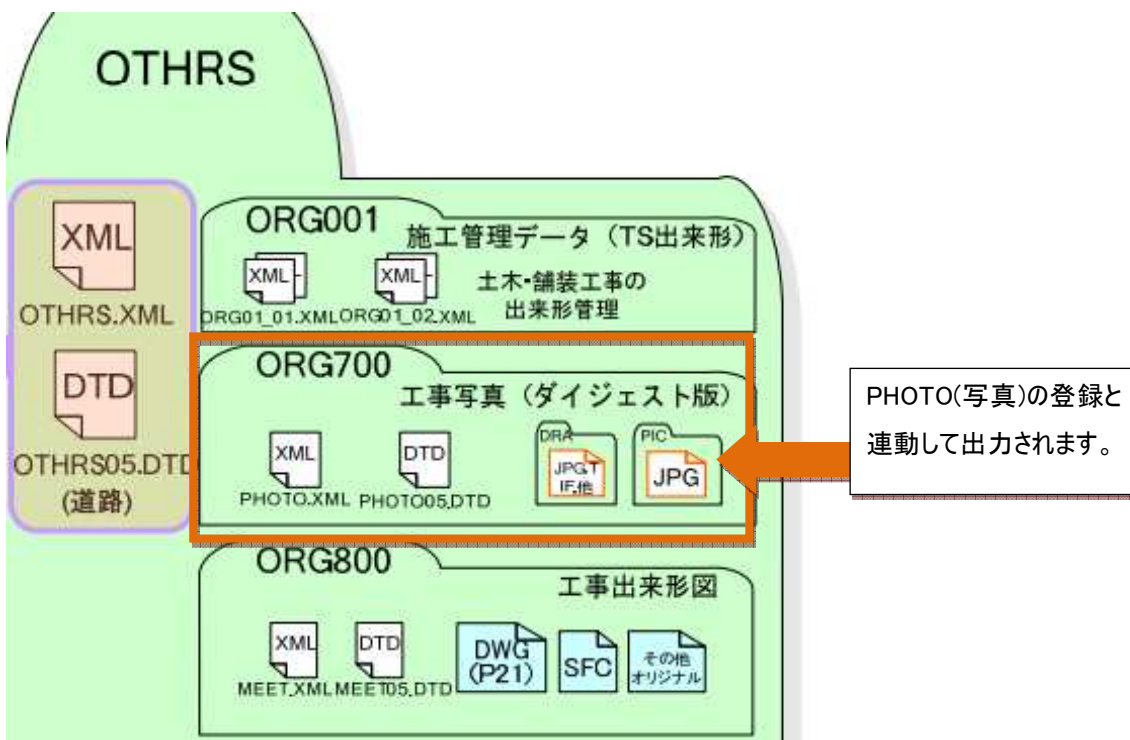 OTHRS
XML
OTHRS.XML
DTD
OTHRS05.DTD
(道路)
ORG001
施工管理データ（TS出来形）
XML
XML
土木・舗装工事の
出来形管理
ORG01_01.XML
ORG01_02.XML
ORG700
工事写真（ダイジェスト版）
XML
PHOTO.XML
DTD
PHOTO05.DTD
DRA
JPG,T
IF,他
PIC
JPG
PHOTO(写真)の登録と
連動して出力されます。
ORG800
工事出来形図
XML
MEET.XML
DTD
MEET05.DTD
DWG
(P21)
SFC
その他
オリジナル